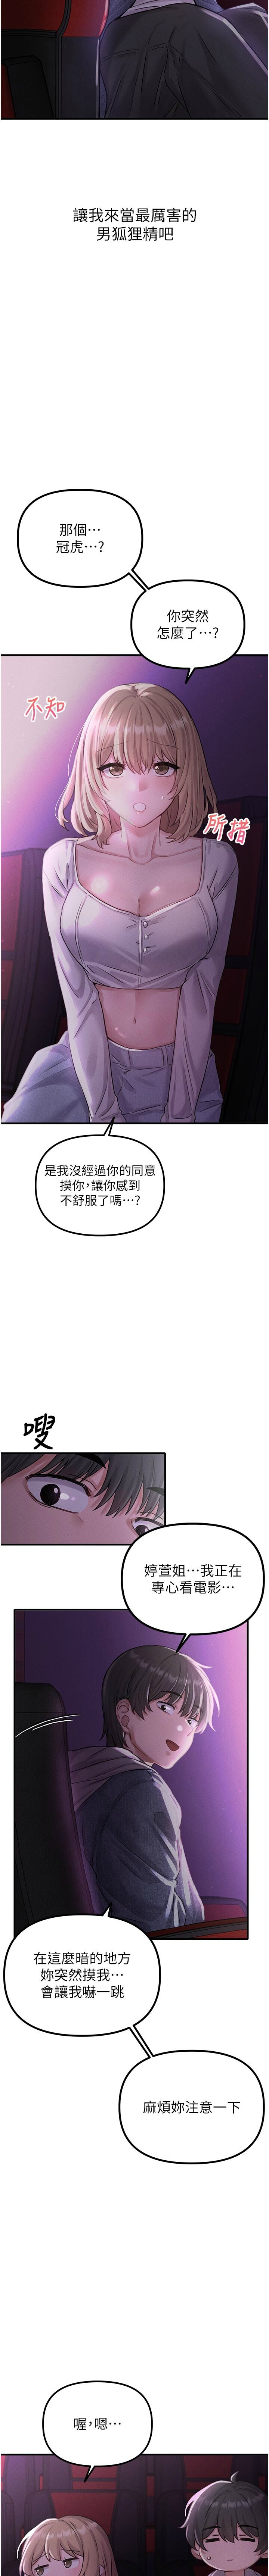 讓我來當最厲害的
男狐狸精吧
那個…
冠虎…?
你突然
怎麼了…?
不知
所措
是我沒經過你的同意
摸你,讓你感到
不舒服了嗎…?
嗖
婷萱姐…我正在
專心看電影…
在這麼暗的地方
妳突然摸我…
會讓我嚇一跳
麻煩妳注意一下
喔,嗯…